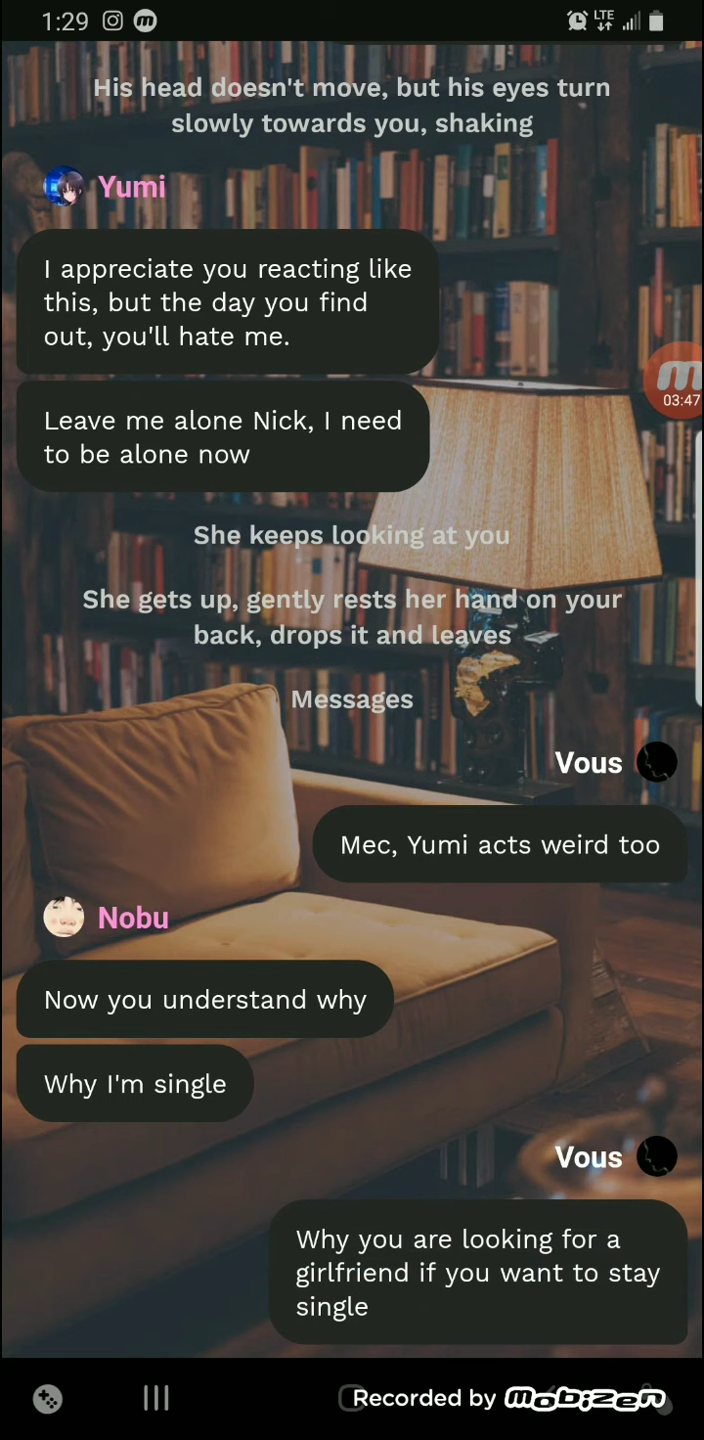 1:29
LTE
His head doesn't move, but his eyes turn
slowly towards you, shaking
Yumi
I appreciate you reacting like
this, but the day you find
out, you'll hate me.
m
03:47
Leave me alone Nick, I need
to be alone now
She keeps looking at you
She gets up, gently rests her hand on your
back, drops it and leaves
Messages
Vous
Mec, Yumi acts weird too
Nobu
Now you understand why
Why I'm single
Vous
Why you are looking for a
girlfriend if you want to stay
single
Recorded by mobizen